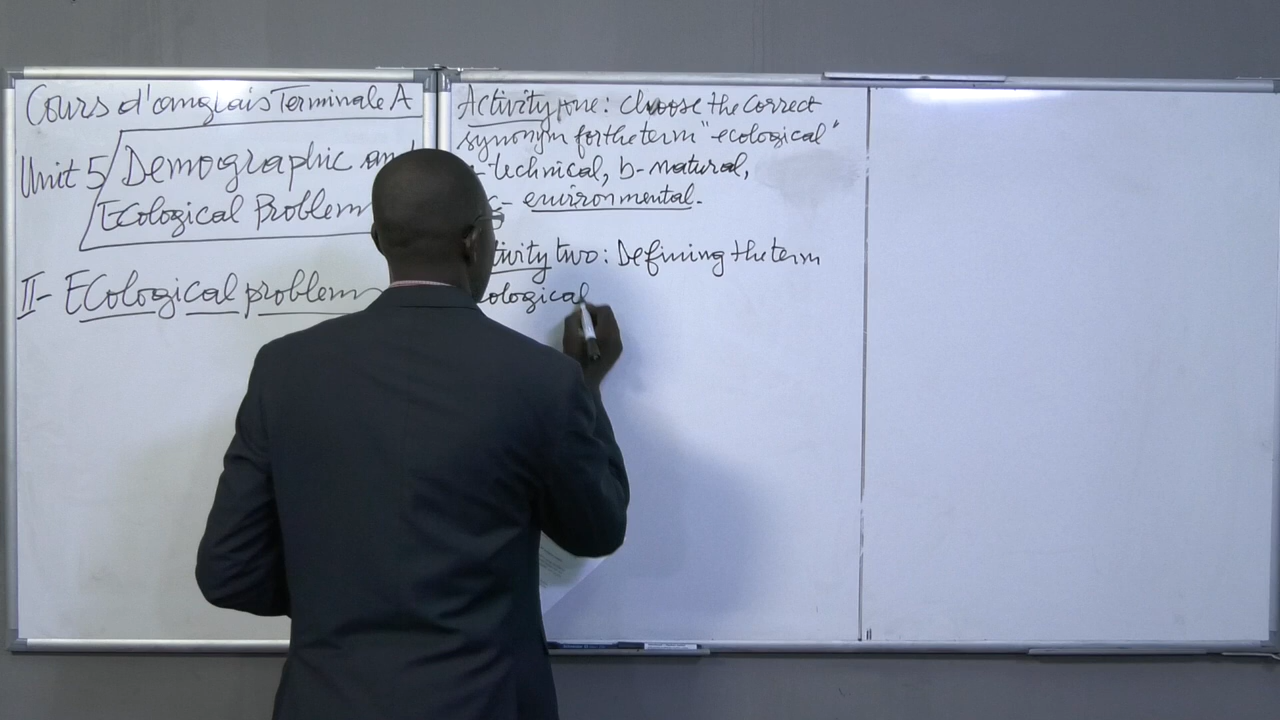 Cours d'anglais Terminale A
Unit 5 Demographic and
Ecological Problem
II- Ecological problem
Activity one: Choose the correct
synonym for the term "ecological"
- technical, b- natural,
c- environmental.
tivity two: Defining the term
cological